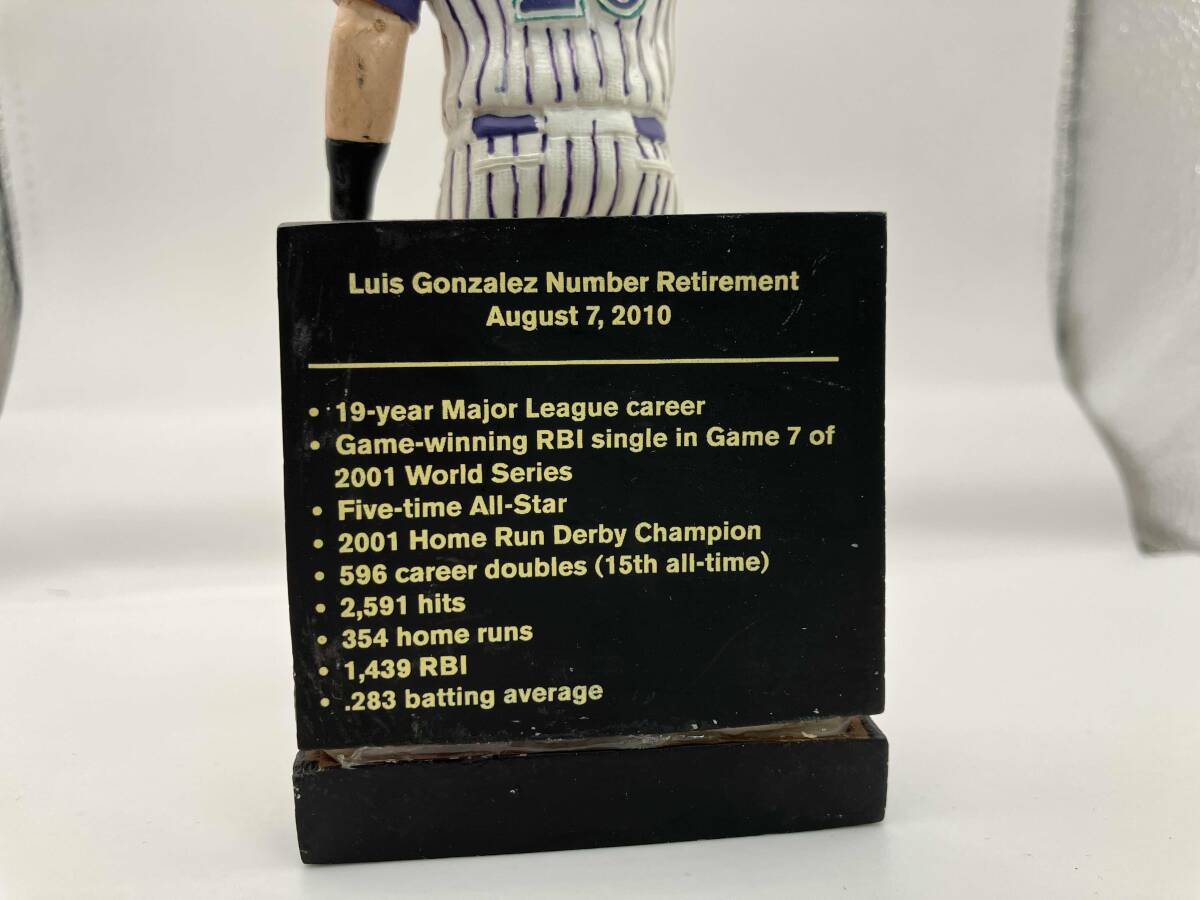 Luis Gonzalez Number Retirement
August 7, 2010
• 19-year Major League career
• Game-winning RBI single in Game 7 of
2001 World Series
• Five-time All-Star
• 2001 Home Run Derby Champion
• 596 career doubles (15th all-time)
• 2,591 hits
• 354 home runs
• 1,439 RBI
• .283 batting average